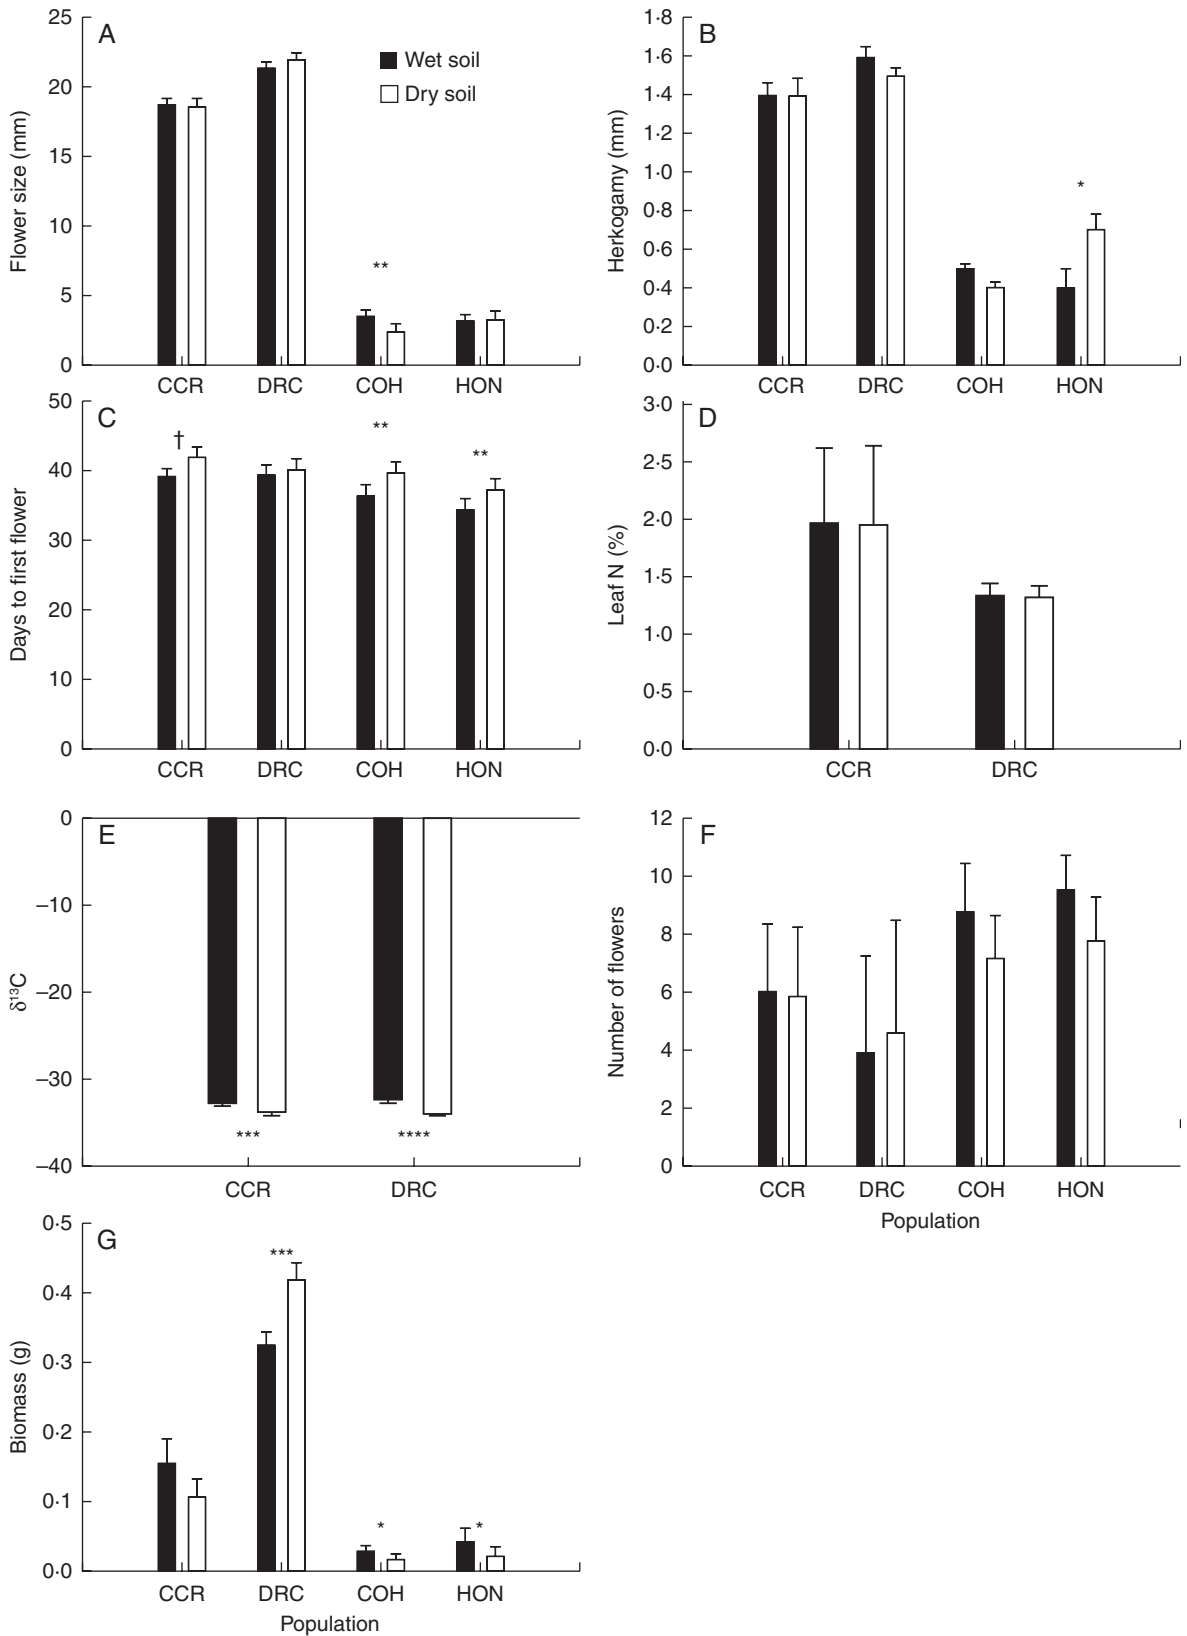 A
Flower size (mm)
25
20
15
10
5
0
Wet soil
Dry soil
**
CCR DRC COH HON
B
Herkogamy (mm)
1·8
1·6
1·4
1·2
1·0
0·8
0·6
0·4
0·2
0·0
*
CCR DRC COH HON
C
Days to first flower
50
40
30
20
10
0
† ** **
CCR DRC COH HON
D
Leaf N (%)
3·0
2·5
2·0
1·5
1·0
0·5
0·0
CCR DRC
E
δ¹³C
0
–10
–20
–30
–40
*** ****
CCR DRC
F
Number of flowers
12
10
8
6
4
2
0
CCR DRC COH HON
Population
G
Biomass (g)
0·5
0·4
0·3
0·2
0·1
0·0
*** * *
CCR DRC COH HON
Population